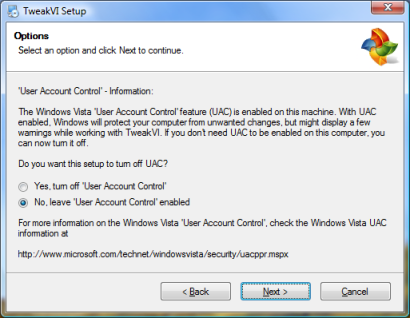 TweakVI Setup
Options
Select an option and click Next to continue.
'User Account Control' - Information:
The Windows Vista 'User Account Control' feature (UAC) is enabled on this machine. With UAC
enabled, Windows will protect your computer from unwanted changes, but might display a few
warnings while working with TweakVI. If you don't need UAC to be enabled on this computer, you
can now turn it off.
Do you want this setup to turn off UAC?
Yes, turn off 'User Account Control'
No, leave 'User Account Control' enabled
For more information on the Windows Vista 'User Account Control', check the Windows Vista UAC
information at
http://www.microsoft.com/technet/windowsvista/security/uacppr.mspx
< Back
Next >
Cancel